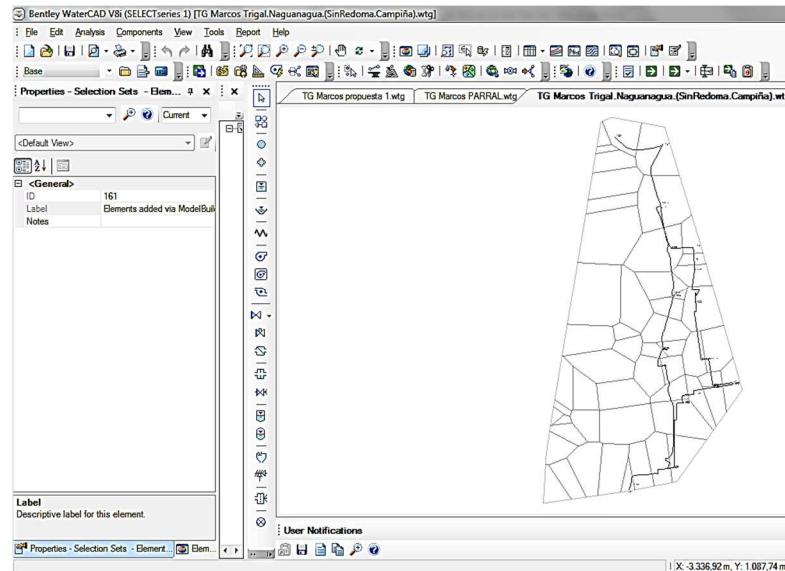 Bentley WaterCAD V8i (SELECTseries 1) [TG Marcos Trigal.Naguanagua.(SinRedoma.Campiña).wtg]
File Edit Analysis Components View Tools Report Help
Base
Properties - Selection Sets - Elem...
TG Marcos propuesta 1.wtg TG Marcos PARRAL.wtg TG Marcos Trigal.Naguanagua.(SinRedoma.Campiña).wt
Current
<Default View>
<General>
ID 161
Label Elements added via ModelBuil
Notes
Label
Descriptive label for this element.
User Notifications
Properties - Selection Sets - Element... Elem...
X: -3.336,92 m, Y: 1.087,74 m